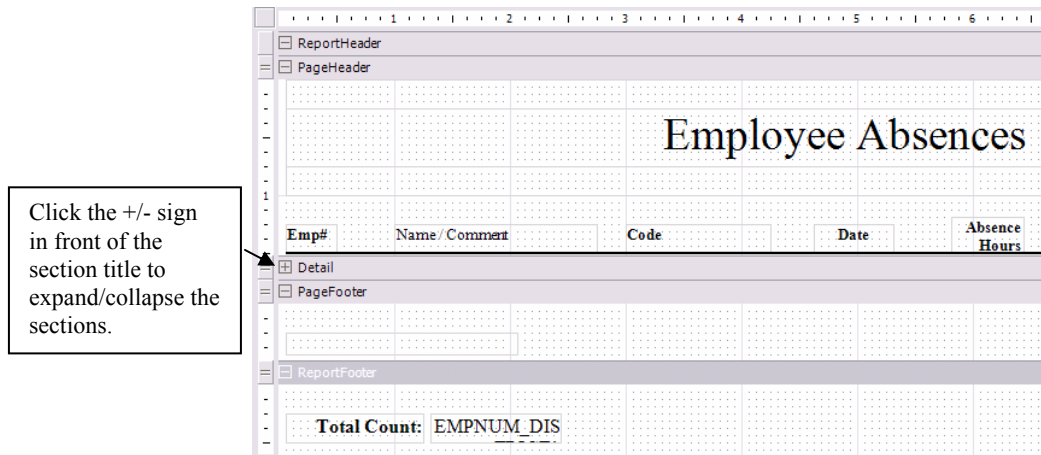 1 2 3 4 5 6
ReportHeader
PageHeader
Employee Absences
1
Click the +/- sign
in front of the
section title to
expand/collapse the
sections.
Emp# Name / Comment Code Date Absence
Hours
Detail
PageFooter
ReportFooter
Total Count: EMPNUM_DIS